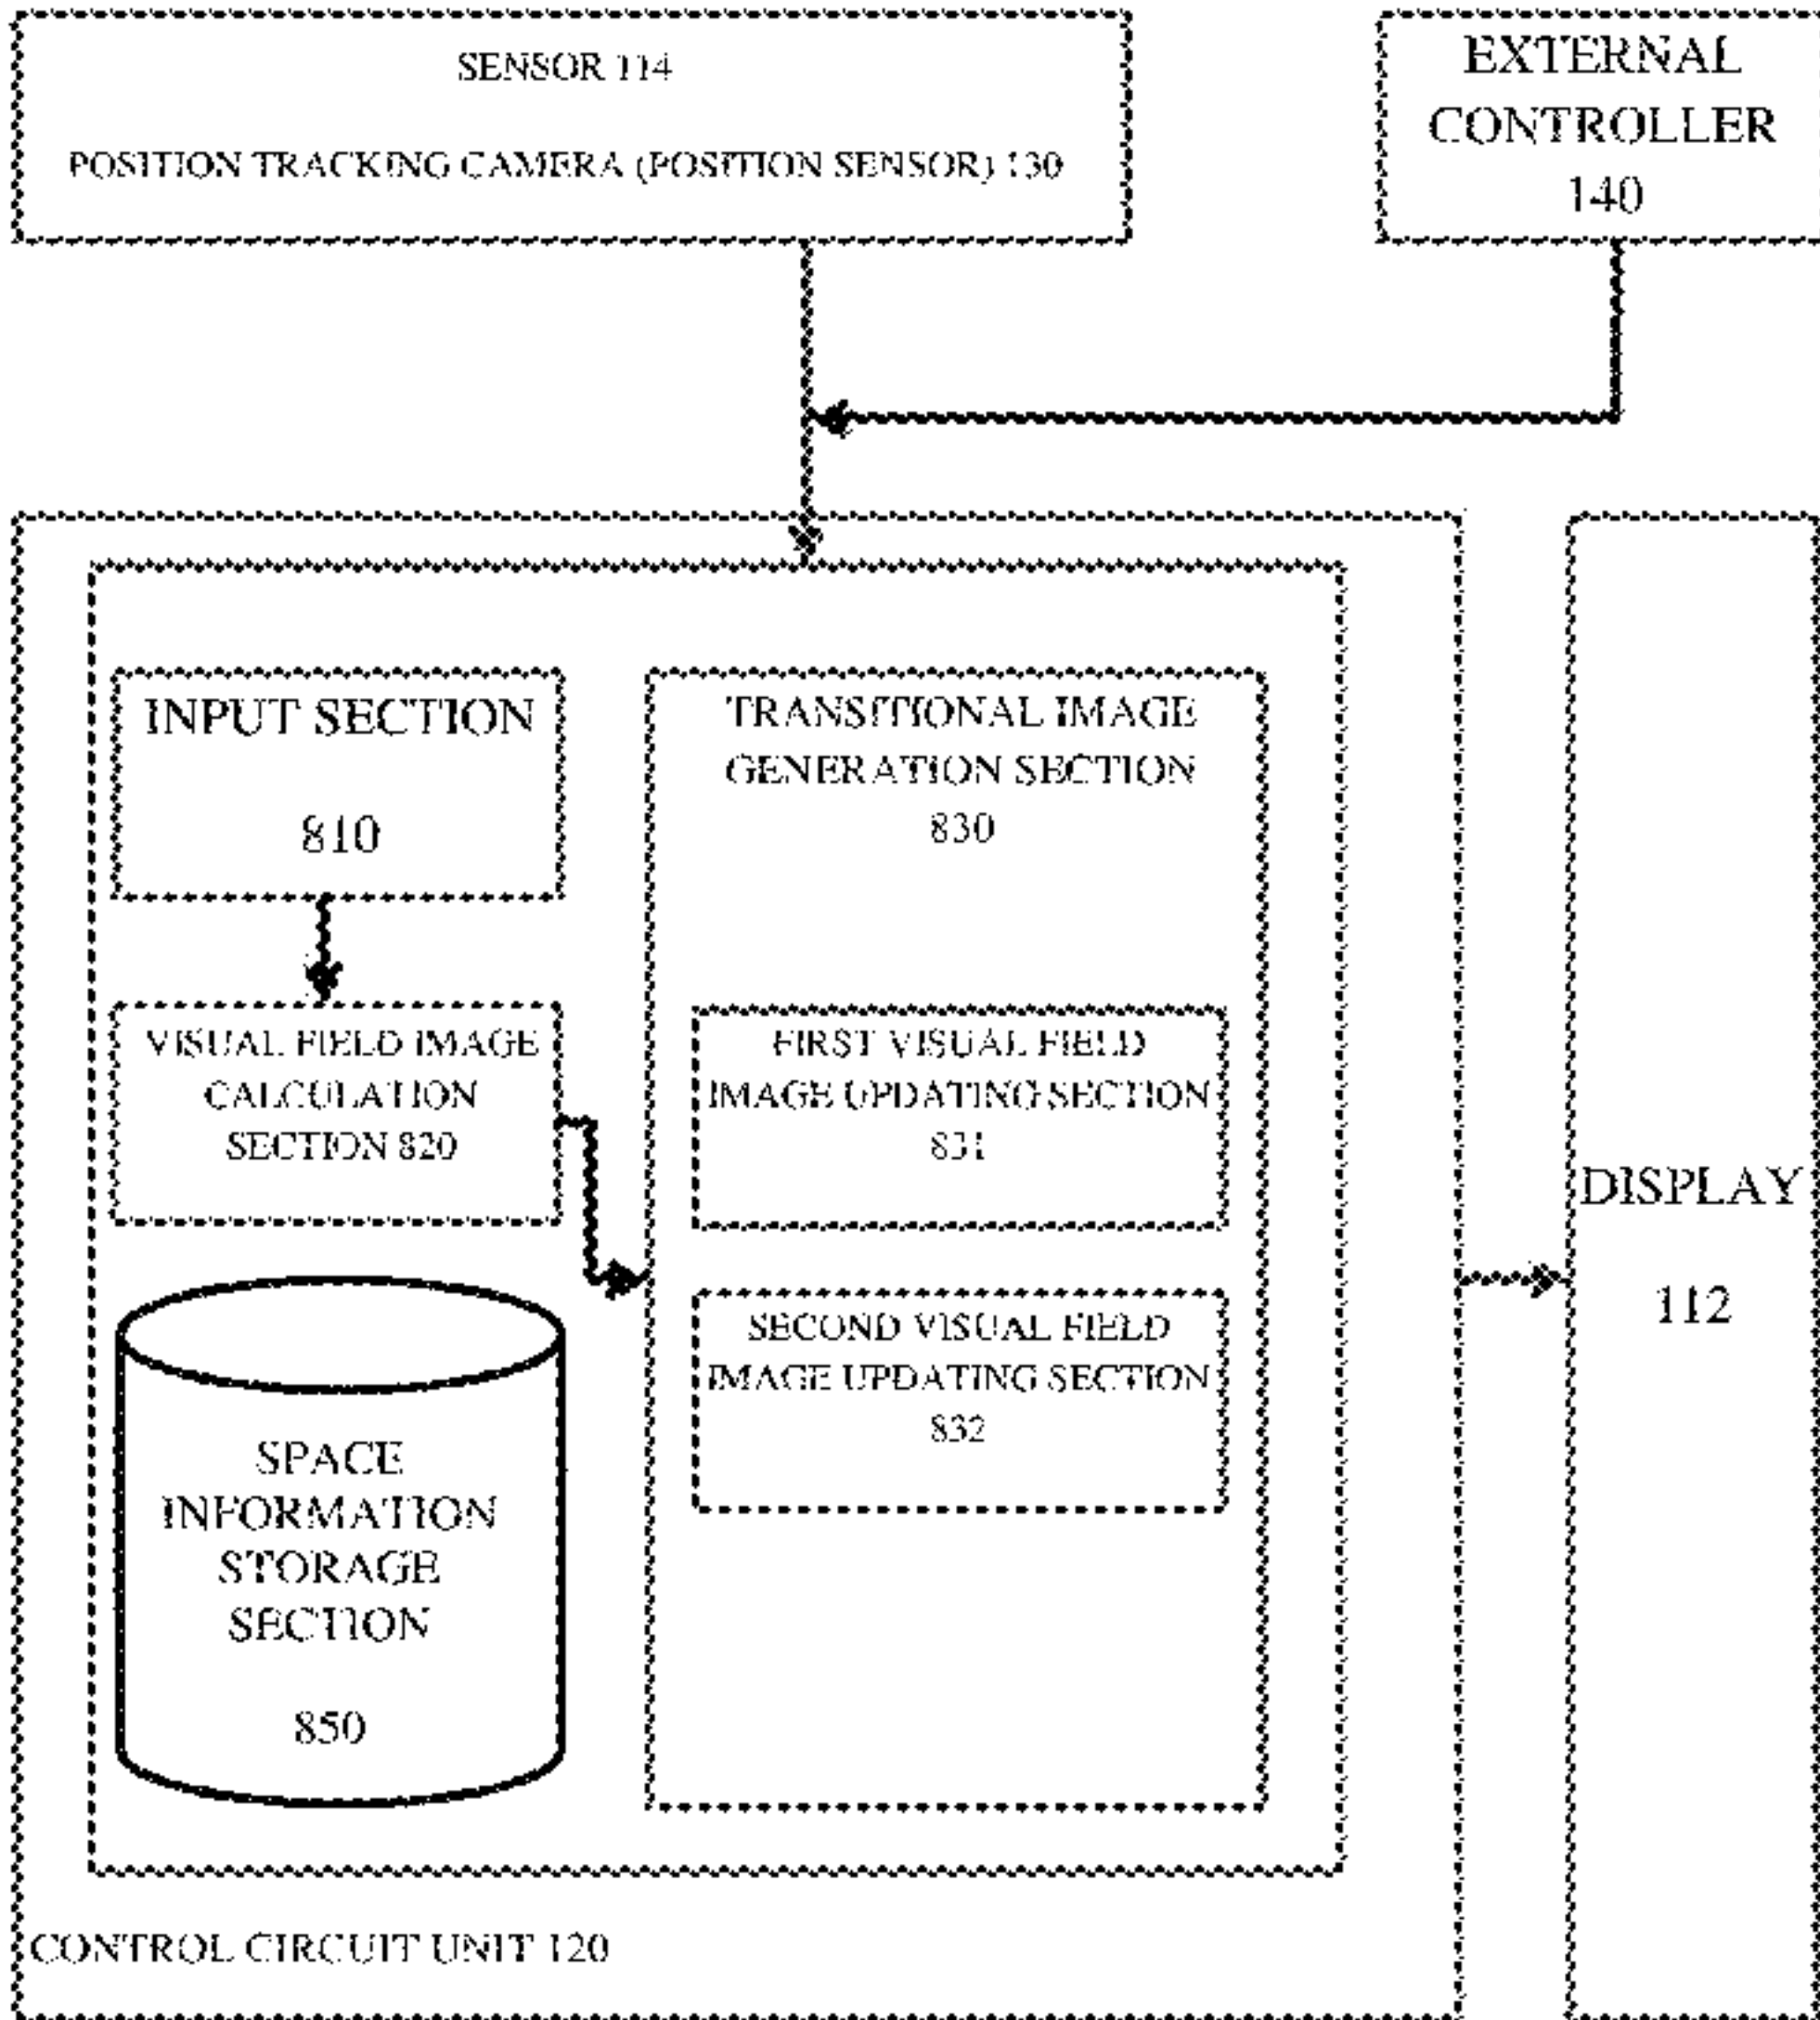 SENSOR 114
POSITION TRACKING CAMERA (POSITION SENSOR) 130
EXTERNAL
CONTROLLER
140
INPUT SECTION
810
TRANSITIONAL IMAGE
GENERATION SECTION
830
VISUAL FIELD IMAGE
CALCULATION
SECTION 820
FIRST VISUAL FIELD
IMAGE UPDATING SECTION
831
SECOND VISUAL FIELD
IMAGE UPDATING SECTION
832
SPACE
INFORMATION
STORAGE
SECTION
850
DISPLAY
112
CONTROL CIRCUIT UNIT 120